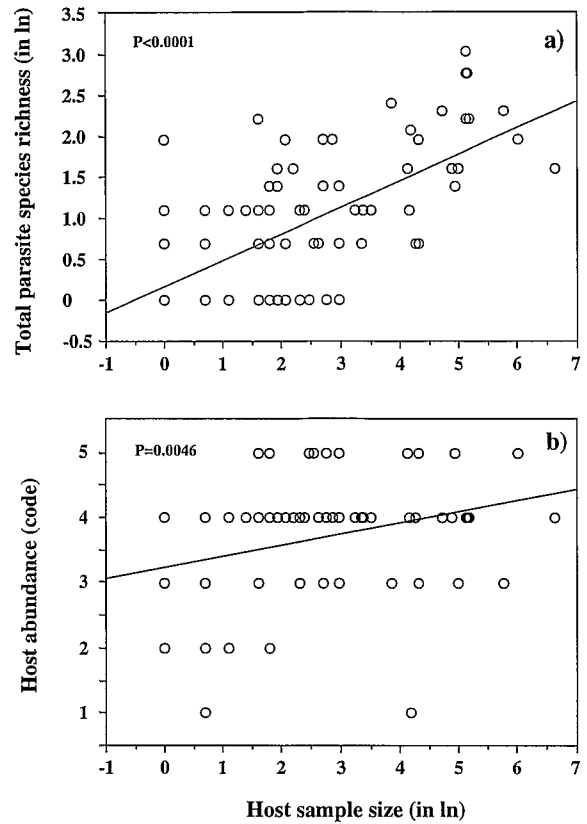 Total parasite species richness (in ln)
3.5
3.0
2.5
2.0
1.5
1.0
0.5
0
-0.5
P<0.0001
a)
-1 0 1 2 3 4 5 6 7
Host abundance (code)
5
4
3
2
1
P=0.0046
b)
-1 0 1 2 3 4 5 6 7
Host sample size (in ln)